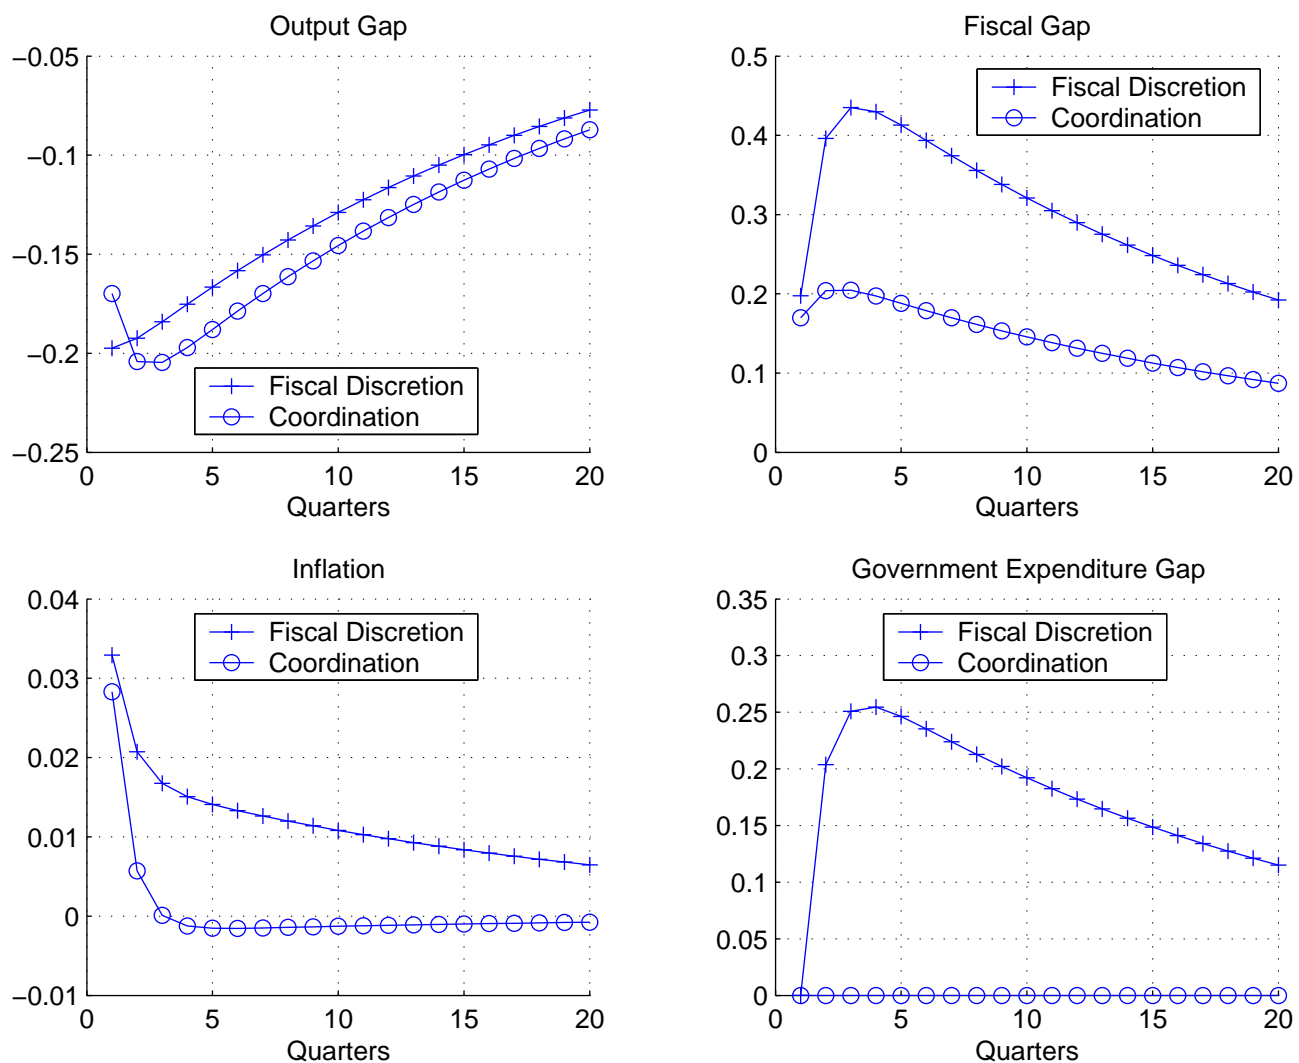 Output Gap
−0.05
−0.1
−0.15
−0.2
−0.25
Fiscal Discretion
Coordination
0 5 10 15 20
Quarters
Fiscal Gap
0.5
0.4
0.3
0.2
0.1
0
Fiscal Discretion
Coordination
0 5 10 15 20
Quarters
Inflation
0.04
0.03
0.02
0.01
0
−0.01
Fiscal Discretion
Coordination
0 5 10 15 20
Quarters
Government Expenditure Gap
0.35
0.3
0.25
0.2
0.15
0.1
0.05
0
Fiscal Discretion
Coordination
0 5 10 15 20
Quarters